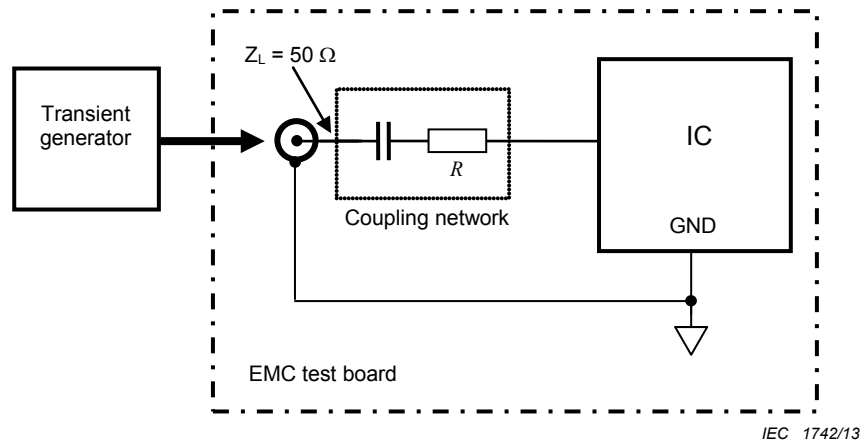 Z_L = 50 Ω
Transient
generator
IC
R
Coupling network
GND
EMC test board
IEC 1742/13